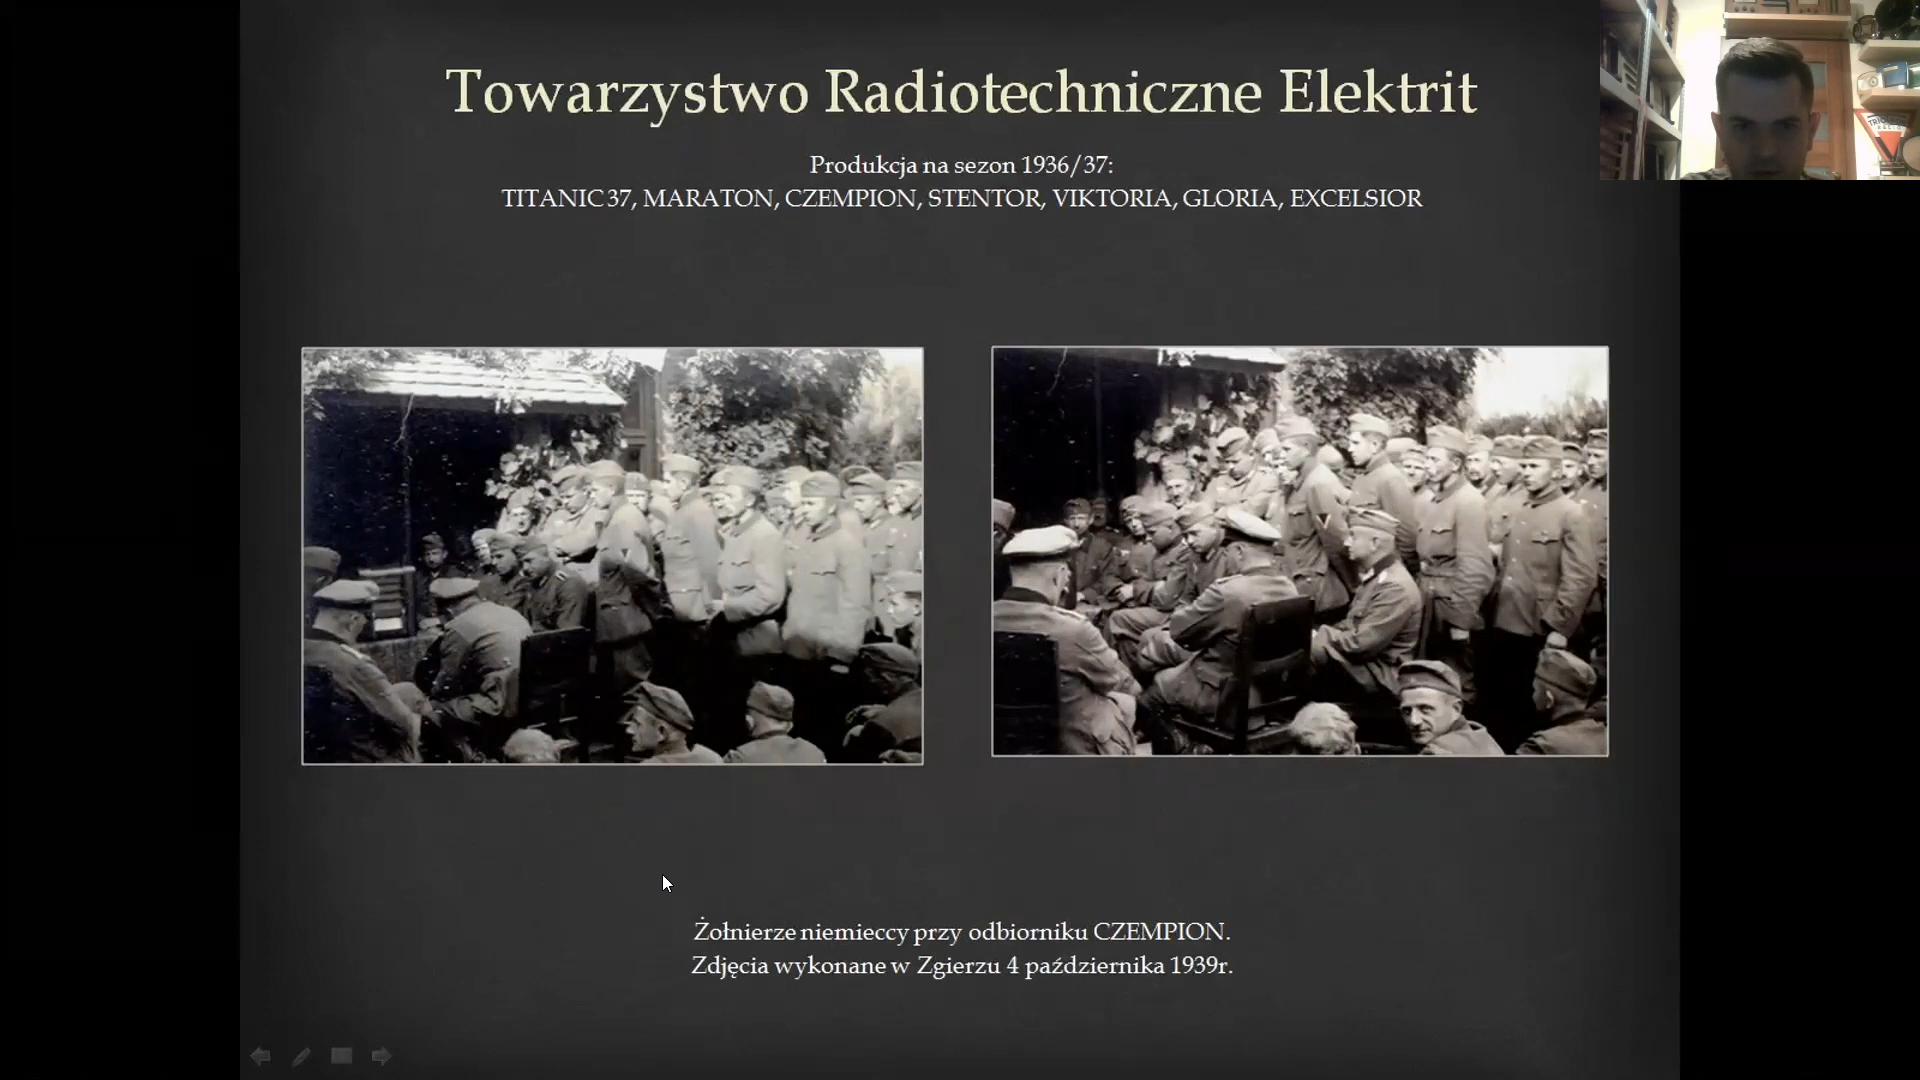 Towarzystwo Radiotechniczne Elektrit
Produkcja na sezon 1936/37:
TITANIC 37, MARATON, CZEMPION, STENTOR, VIKTORIA, GLORIA, EXCELSIOR
Żołnierze niemieccy przy odbiorniku CZEMPION.
Zdjęcia wykonane w Zgierzu 4 października 1939r.